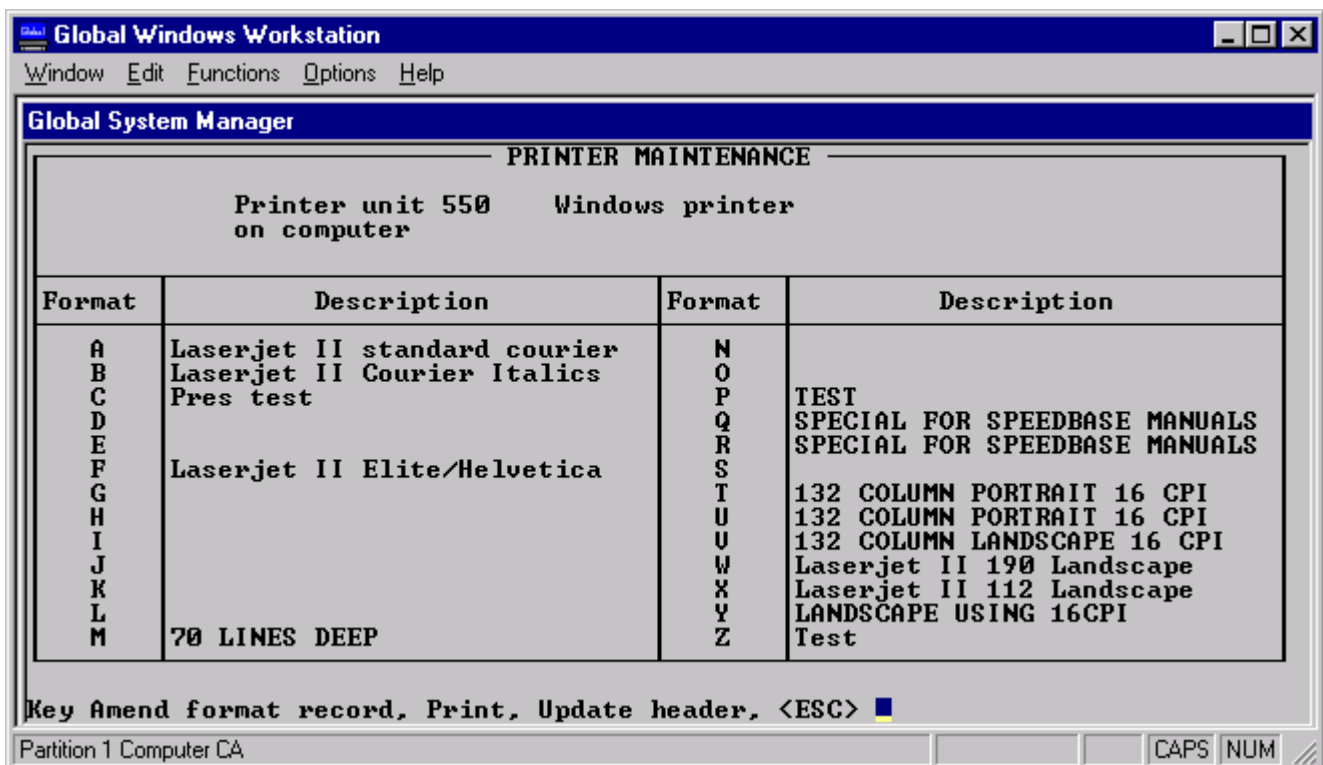 Global Windows Workstation
Window Edit Functions Options Help
Global System Manager
PRINTER MAINTENANCE
Printer unit 550 Windows printer
on computer
Format Description Format Description
A Laserjet II standard courier N
B Laserjet II Courier Italics O
C Pres test P TEST
D Q SPECIAL FOR SPEEDBASE MANUALS
E R SPECIAL FOR SPEEDBASE MANUALS
F Laserjet II Elite/Helvetica S
G T 132 COLUMN PORTRAIT 16 CPI
H U 132 COLUMN PORTRAIT 16 CPI
I V 132 COLUMN LANDSCAPE 16 CPI
J W Laserjet II 190 Landscape
K X Laserjet II 112 Landscape
L Y LANDSCAPE USING 16CPI
M 70 LINES DEEP Z Test
Key Amend format record, Print, Update header, <ESC>
Partition 1 Computer CA CAPS NUM